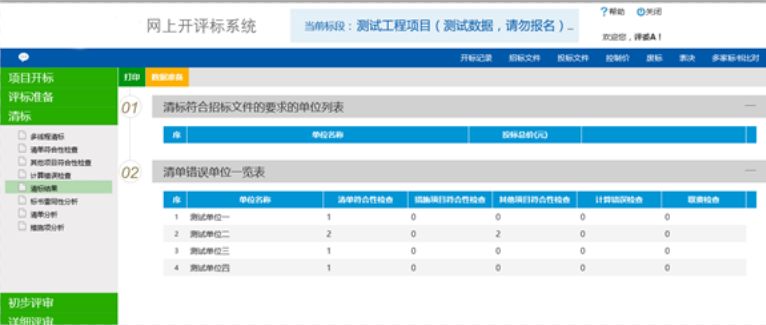 网上开评标系统
当前标段：测试工程项目（测试数据，请勿报名）...
?帮助 关闭
欢迎您，评委A！
开标记录 招标文件 投标文件 控制价 废标 表决 多家标书比对
项目开标
评标准备
清标
多线程清标
清单符合性检查
其他项目符合性检查
计算错误检查
清标结果
标书雷同性分析
清单分析
措施项分析
初步评审
详细评审
打印 数据准备
01 清标符合招标文件的要求的单位列表
序 单位名称 投标总价(元)
02 清单错误单位一览表
序 单位名称 清单符合性检查 措施项目符合性检查 其他项目符合性检查 计算错误检查 取费检查
1 测试单位一 1 0 0 0 0
2 测试单位二 2 0 2 0 0
3 测试单位三 1 0 0 0 0
4 测试单位四 1 0 0 0 0